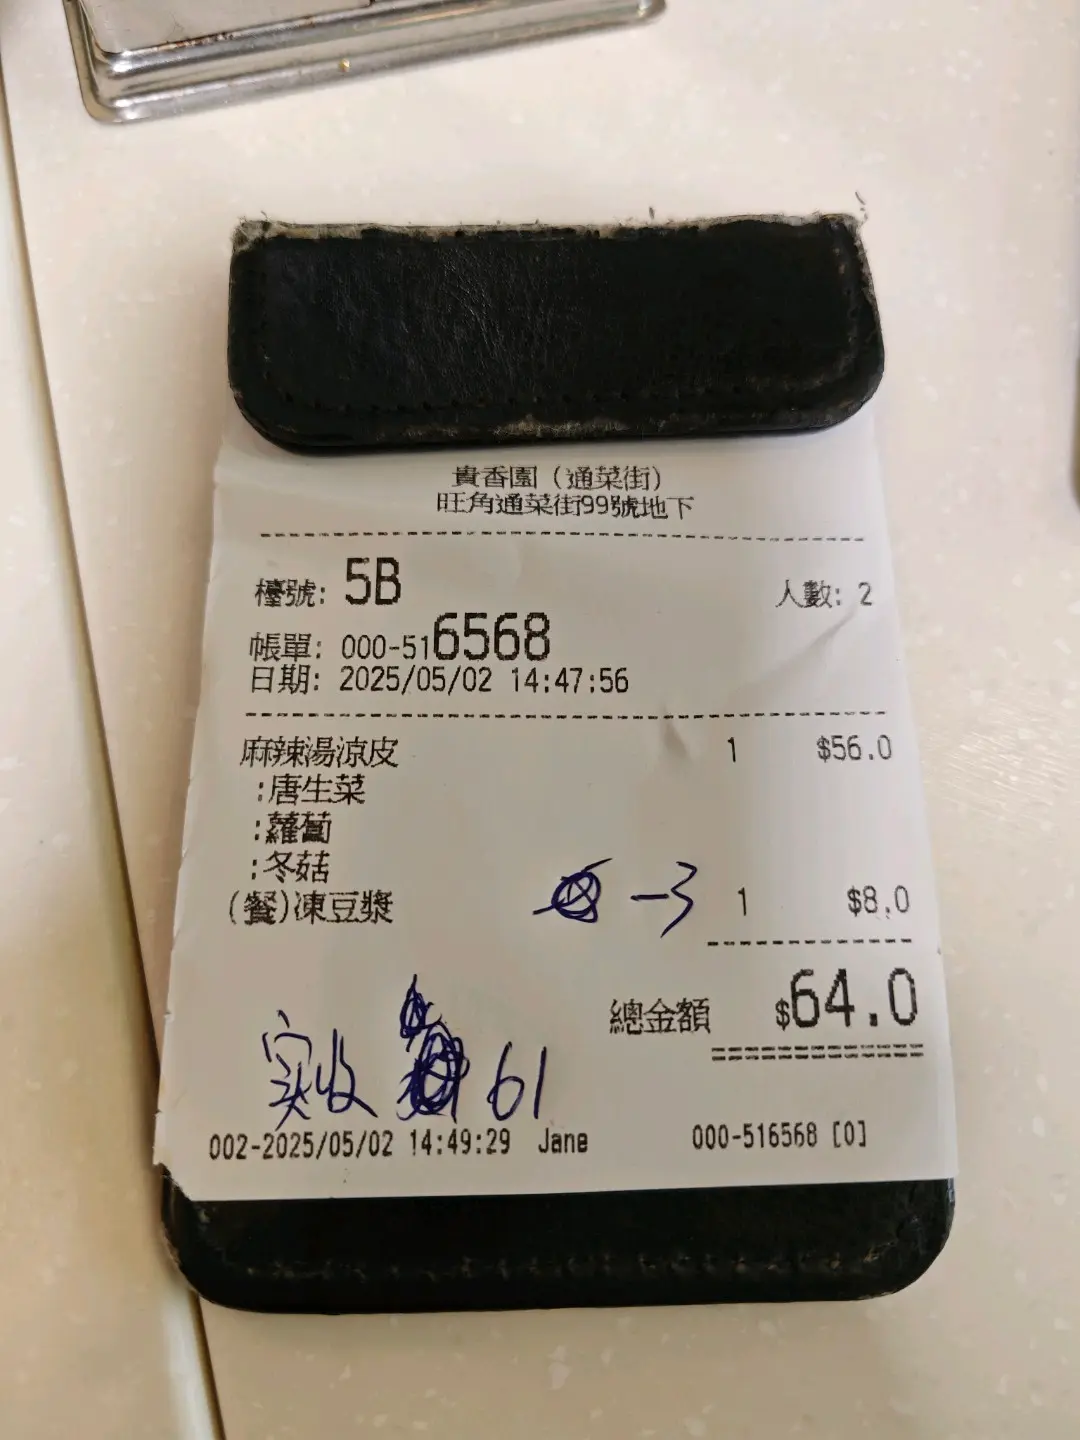 貴香園（通菜街）
旺角通菜街99號地下
檯號: 5B 人數: 2
帳單: 000-516568
日期: 2025/05/02 14:47:56
麻辣湯涼皮 1 $56.0
:唐生菜
:蘿蔔
:冬菇
(餐)凍豆漿 -3 1 $8.0
總金額 $64.0
实收 61
002-2025/05/02 14:49:29 Jane 000-516568 [0]